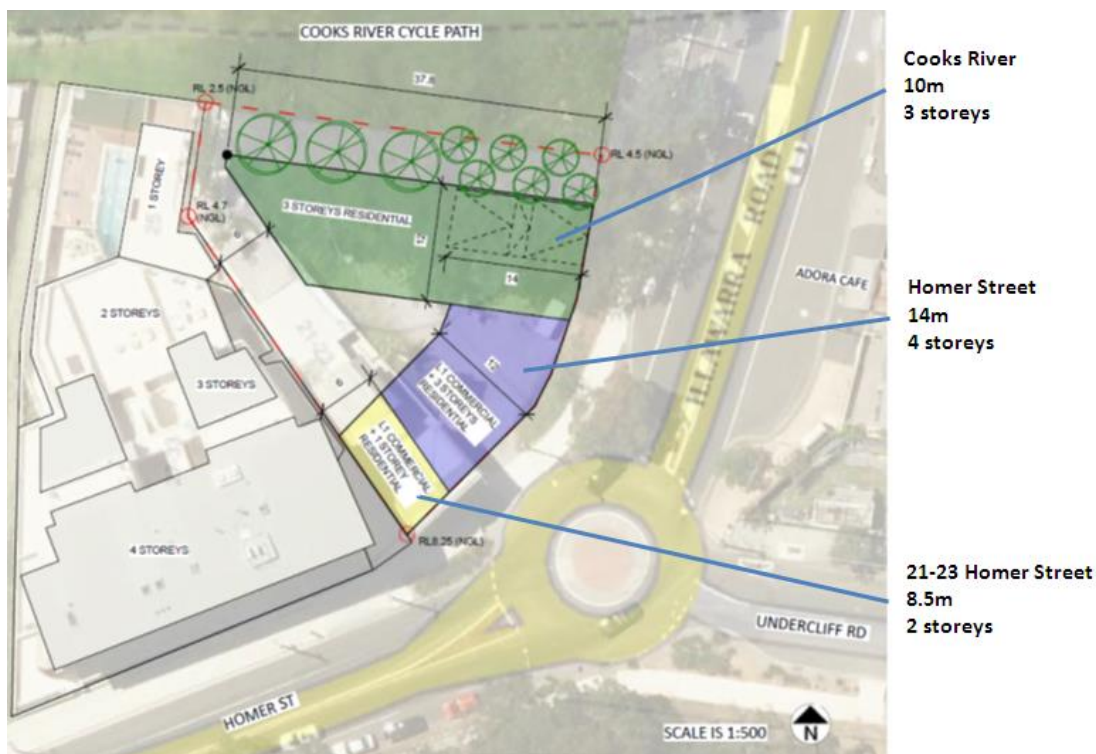 COOKS RIVER CYCLE PATH
37.8
RL 2.5 (NGL)
RL 4.5 (NGL)
1 STOREY
RL 4.7
(NGL)
3 STOREYS RESIDENTIAL
12
14
6
2 STOREYS
3 STOREYS
4 STOREYS
6
L1 COMMERCIAL
+ 3 STOREYS
RESIDENTIAL
L1 COMMERCIAL
+ 1 STOREY
RESIDENTIAL
RL8.25 (NGL)
ILLAWARRA ROAD
ADORA CAFE
UNDERCLIFF RD
HOMER ST
SCALE IS 1:500
N
Cooks River
10m
3 storeys
Homer Street
14m
4 storeys
21-23 Homer Street
8.5m
2 storeys